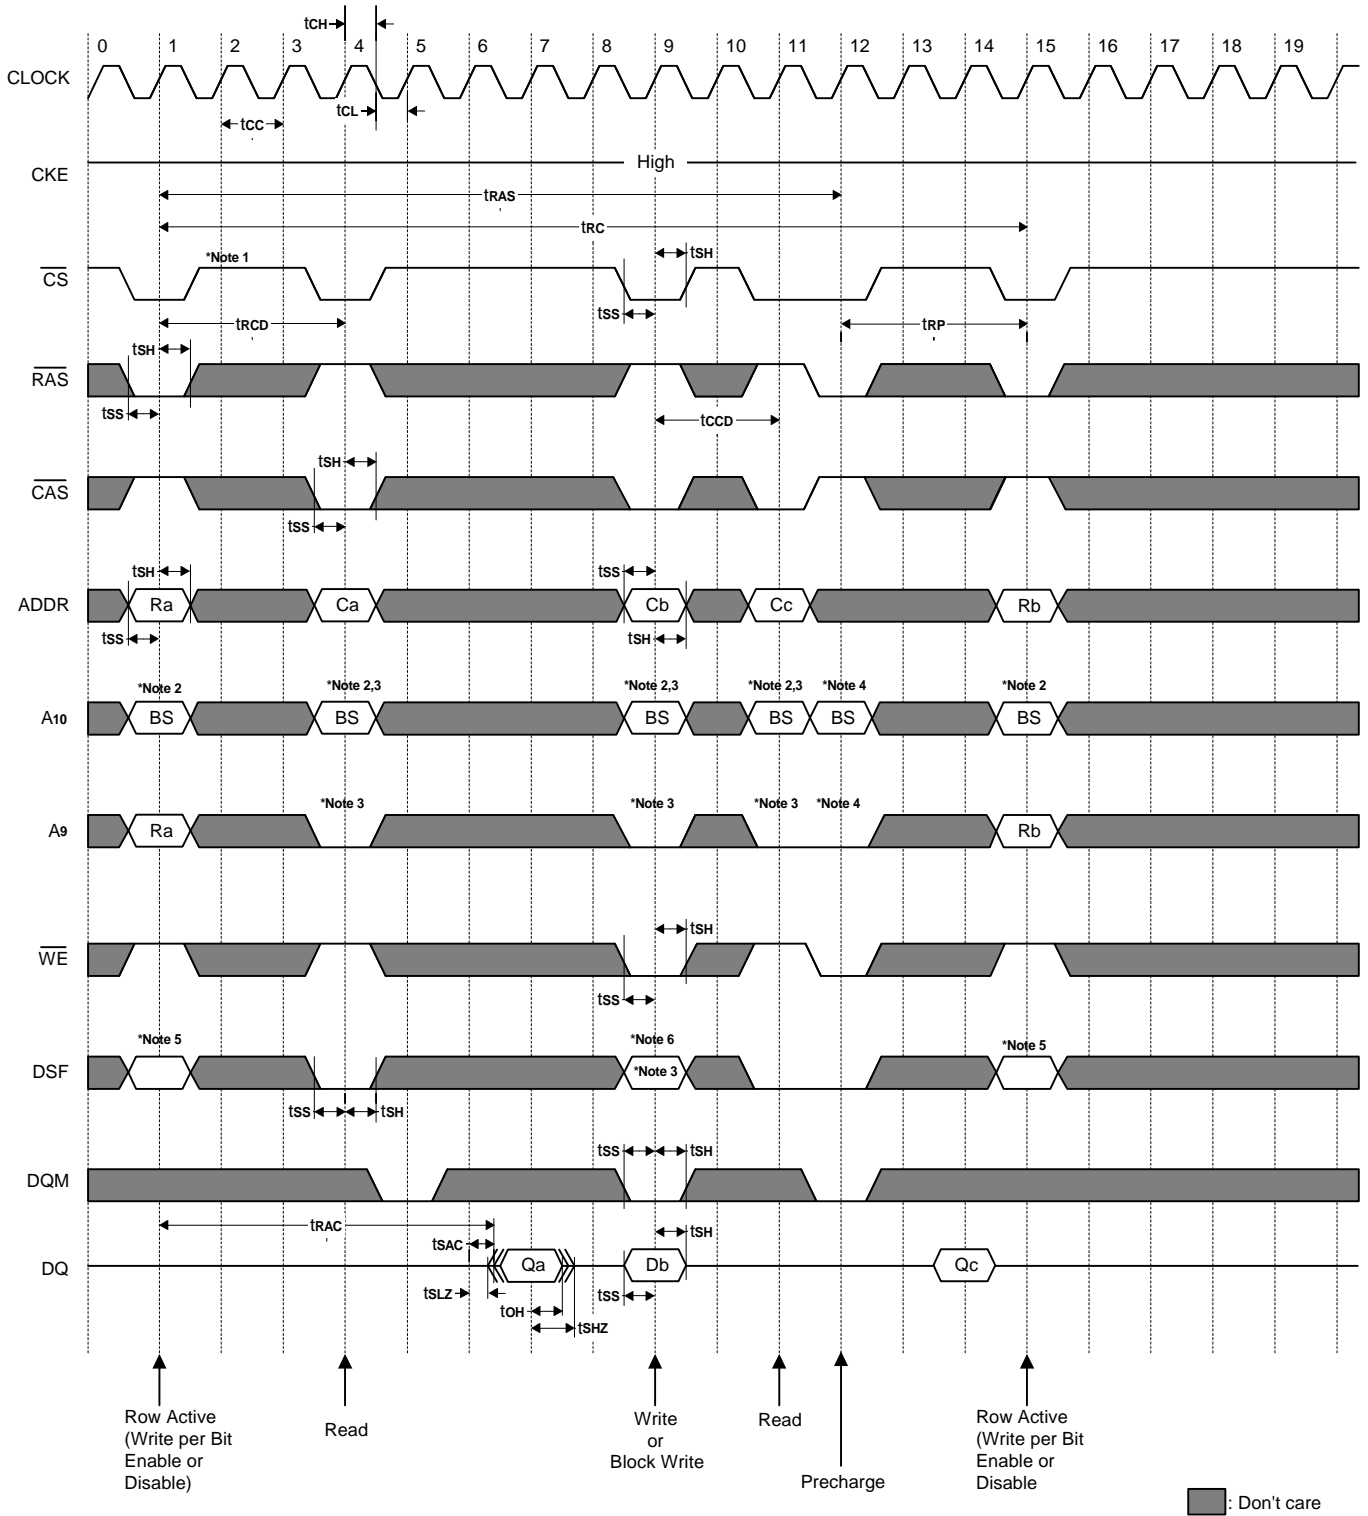 tCH
0 1 2 3 4 5 6 7 8 9 10 11 12 13 14 15 16 17 18 19
CLOCK
tCL
tCC
High
CKE
tRAS
tRC
*Note 1
tSH
CS
tSS
tRCD
tRP
tSH
RAS
tSS
tCCD
tSH
CAS
tSS
tSH
tSS
ADDR Ra Ca Cb Cc Rb
tSS
tSH
*Note 2 *Note 2,3 *Note 2,3 *Note 2,3 *Note 4 *Note 2
A10 BS BS BS BS BS BS
*Note 3 *Note 3 *Note 3 *Note 4
A9 Ra Rb
tSH
WE
tSS
*Note 5 *Note 6 *Note 5
DSF *Note 3
tSS tSH
tSS tSH
DQM
tRAC
tSH
tSAC
DQ Qa Db Qc
tSLZ
tSS
tOH
tSHZ
Row Active
(Write per Bit
Enable or
Disable)
Read
Write
or
Block Write
Read
Precharge
Row Active
(Write per Bit
Enable or
Disable
: Don't care